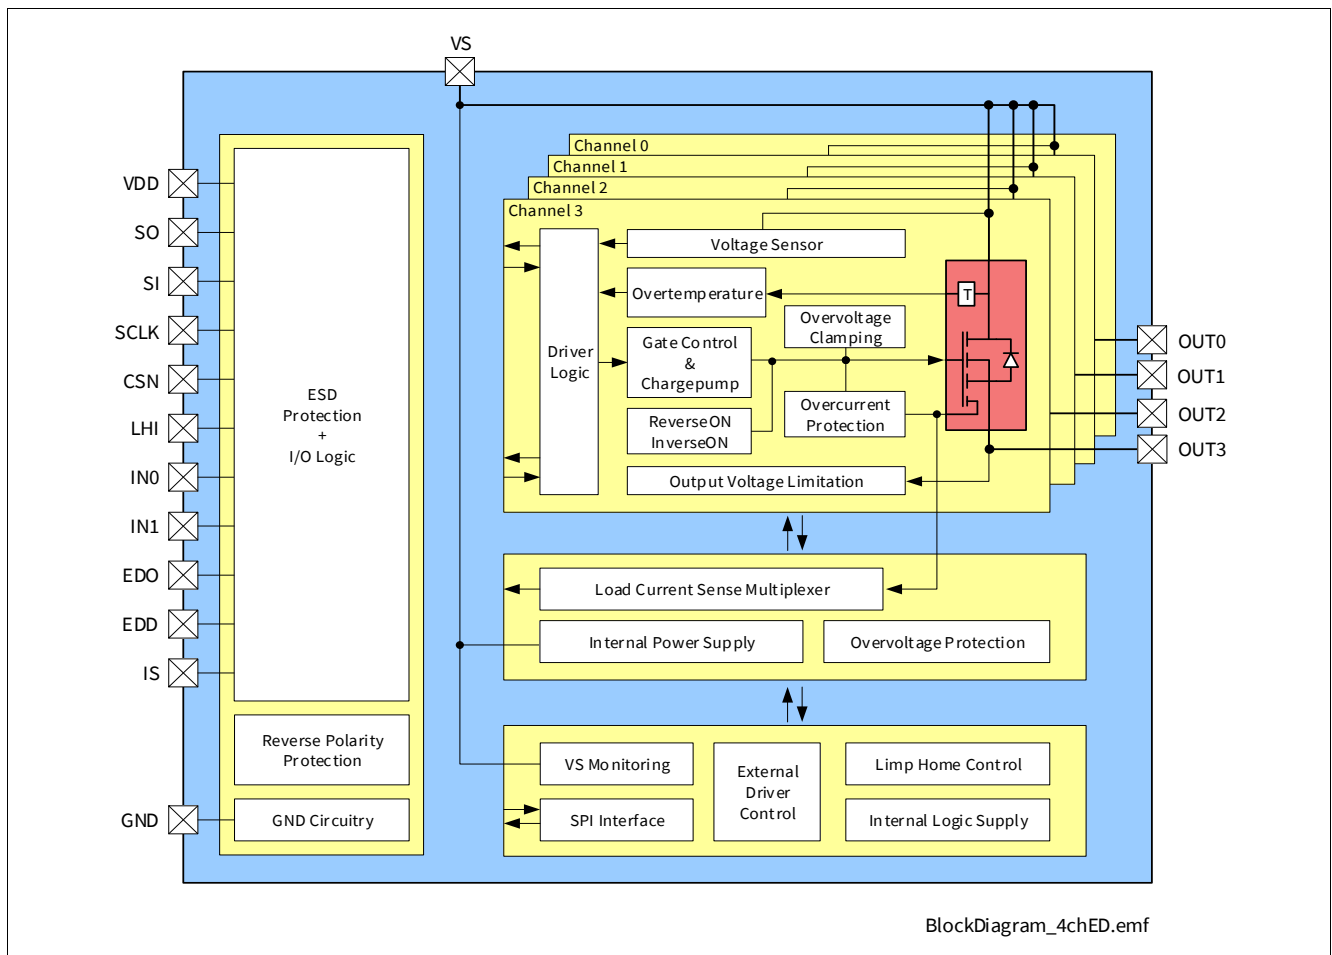 VS
VDD
SO
SI
SCLK
CSN
LHI
IN0
IN1
EDO
EDD
IS
GND
ESD
Protection
+
I/O Logic
Reverse Polarity
Protection
GND Circuitry
Channel 0
Channel 1
Channel 2
Channel 3
Driver
Logic
Voltage Sensor
Overtemperature
T
Gate Control
&
Chargepump
Overvoltage
Clamping
ReverseON
InverseON
Overcurrent
Protection
Output Voltage Limitation
OUT0
OUT1
OUT2
OUT3
Load Current Sense Multiplexer
Internal Power Supply
Overvoltage Protection
VS Monitoring
SPI Interface
External
Driver
Control
Limp Home Control
Internal Logic Supply
BlockDiagram_4chED.emf